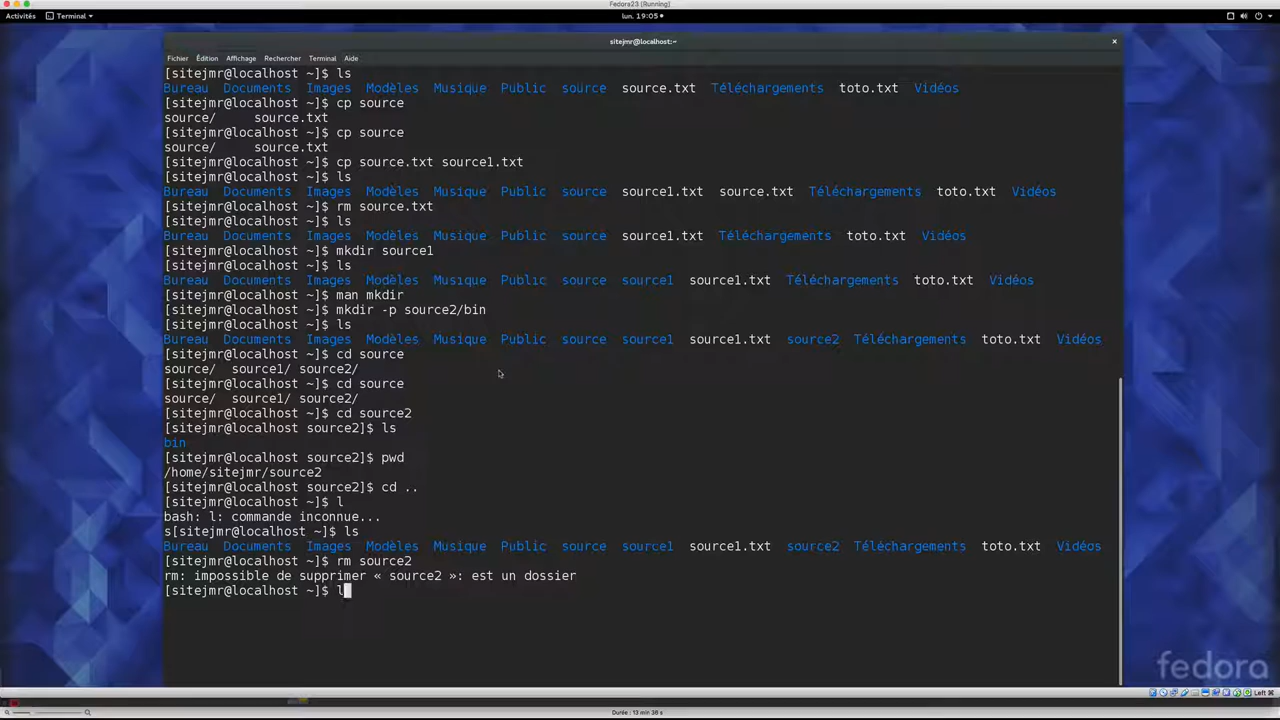 Fedora23 [Running]
Activités Terminal lun. 19:05
sitejmr@localhost:~
Fichier Édition Affichage Rechercher Terminal Aide
[sitejmr@localhost ~]$ ls
Bureau Documents Images Modèles Musique Public source source.txt Téléchargements toto.txt Vidéos
[sitejmr@localhost ~]$ cp source
source/ source.txt
[sitejmr@localhost ~]$ cp source
source/ source.txt
[sitejmr@localhost ~]$ cp source.txt source1.txt
[sitejmr@localhost ~]$ ls
Bureau Documents Images Modèles Musique Public source source1.txt source.txt Téléchargements toto.txt Vidéos
[sitejmr@localhost ~]$ rm source.txt
[sitejmr@localhost ~]$ ls
Bureau Documents Images Modèles Musique Public source source1.txt Téléchargements toto.txt Vidéos
[sitejmr@localhost ~]$ mkdir source1
[sitejmr@localhost ~]$ ls
Bureau Documents Images Modèles Musique Public source source1 source1.txt Téléchargements toto.txt Vidéos
[sitejmr@localhost ~]$ man mkdir
[sitejmr@localhost ~]$ mkdir -p source2/bin
[sitejmr@localhost ~]$ ls
Bureau Documents Images Modèles Musique Public source source1 source1.txt source2 Téléchargements toto.txt Vidéos
[sitejmr@localhost ~]$ cd source
source/ source1/ source2/
[sitejmr@localhost ~]$ cd source
source/ source1/ source2/
[sitejmr@localhost ~]$ cd source2
[sitejmr@localhost source2]$ ls
bin
[sitejmr@localhost source2]$ pwd
/home/sitejmr/source2
[sitejmr@localhost source2]$ cd ..
[sitejmr@localhost ~]$ l
bash: l: commande inconnue...
s[sitejmr@localhost ~]$ ls
Bureau Documents Images Modèles Musique Public source source1 source1.txt source2 Téléchargements toto.txt Vidéos
[sitejmr@localhost ~]$ rm source2
rm: impossible de supprimer « source2 »: est un dossier
[sitejmr@localhost ~]$ l
fedora
Left ⌘
Durée : 13 min 36 s